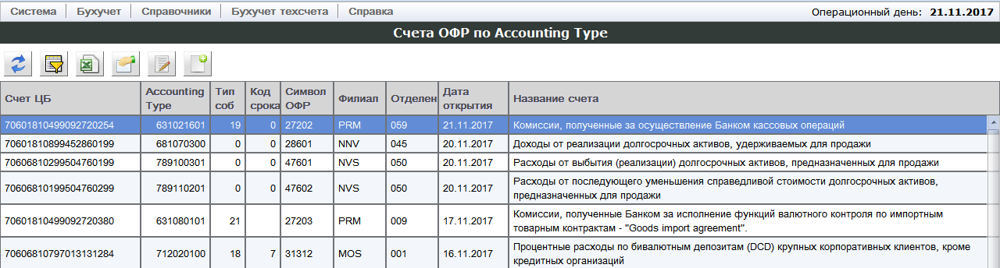 Система Бухучет Справочники Бухучет техсчета Справка Операционный день: 21.11.2017
Счета ОФР по Accounting Type
Счет ЦБ Accounting Type Тип соб Код срока Символ ОФР Филиал Отделен Дата открытия Название счета
70601810499092720254 631021601 19 0 27202 PRM 059 21.11.2017 Комиссии, полученные за осуществление Банком кассовых операций
70601810899452860199 681070300 0 0 28601 NNV 045 20.11.2017 Доходы от реализации долгосрочных активов, удерживаемых для продажи
70606810299504760199 789100301 0 0 47601 NVS 050 20.11.2017 Расходы от выбытия (реализации) долгосрочных активов, предназначенных для продажи
70606810199504760299 789110201 0 0 47602 NVS 050 20.11.2017 Расходы от последующего уменьшения справедливой стоимости долгосрочных активов,
предназначенных для продажи
70601810499092720380 631080101 21 27203 PRM 009 17.11.2017 Комиссии, полученные Банком за исполнение функций валютного контроля по импортным
товарным контрактам - "Goods import agreement".
70606810797013131284 712020100 18 7 31312 MOS 001 16.11.2017 Процентные расходы по бивалютным депозитам (DCD) крупных корпоративных клиентов, кроме
кредитных организаций